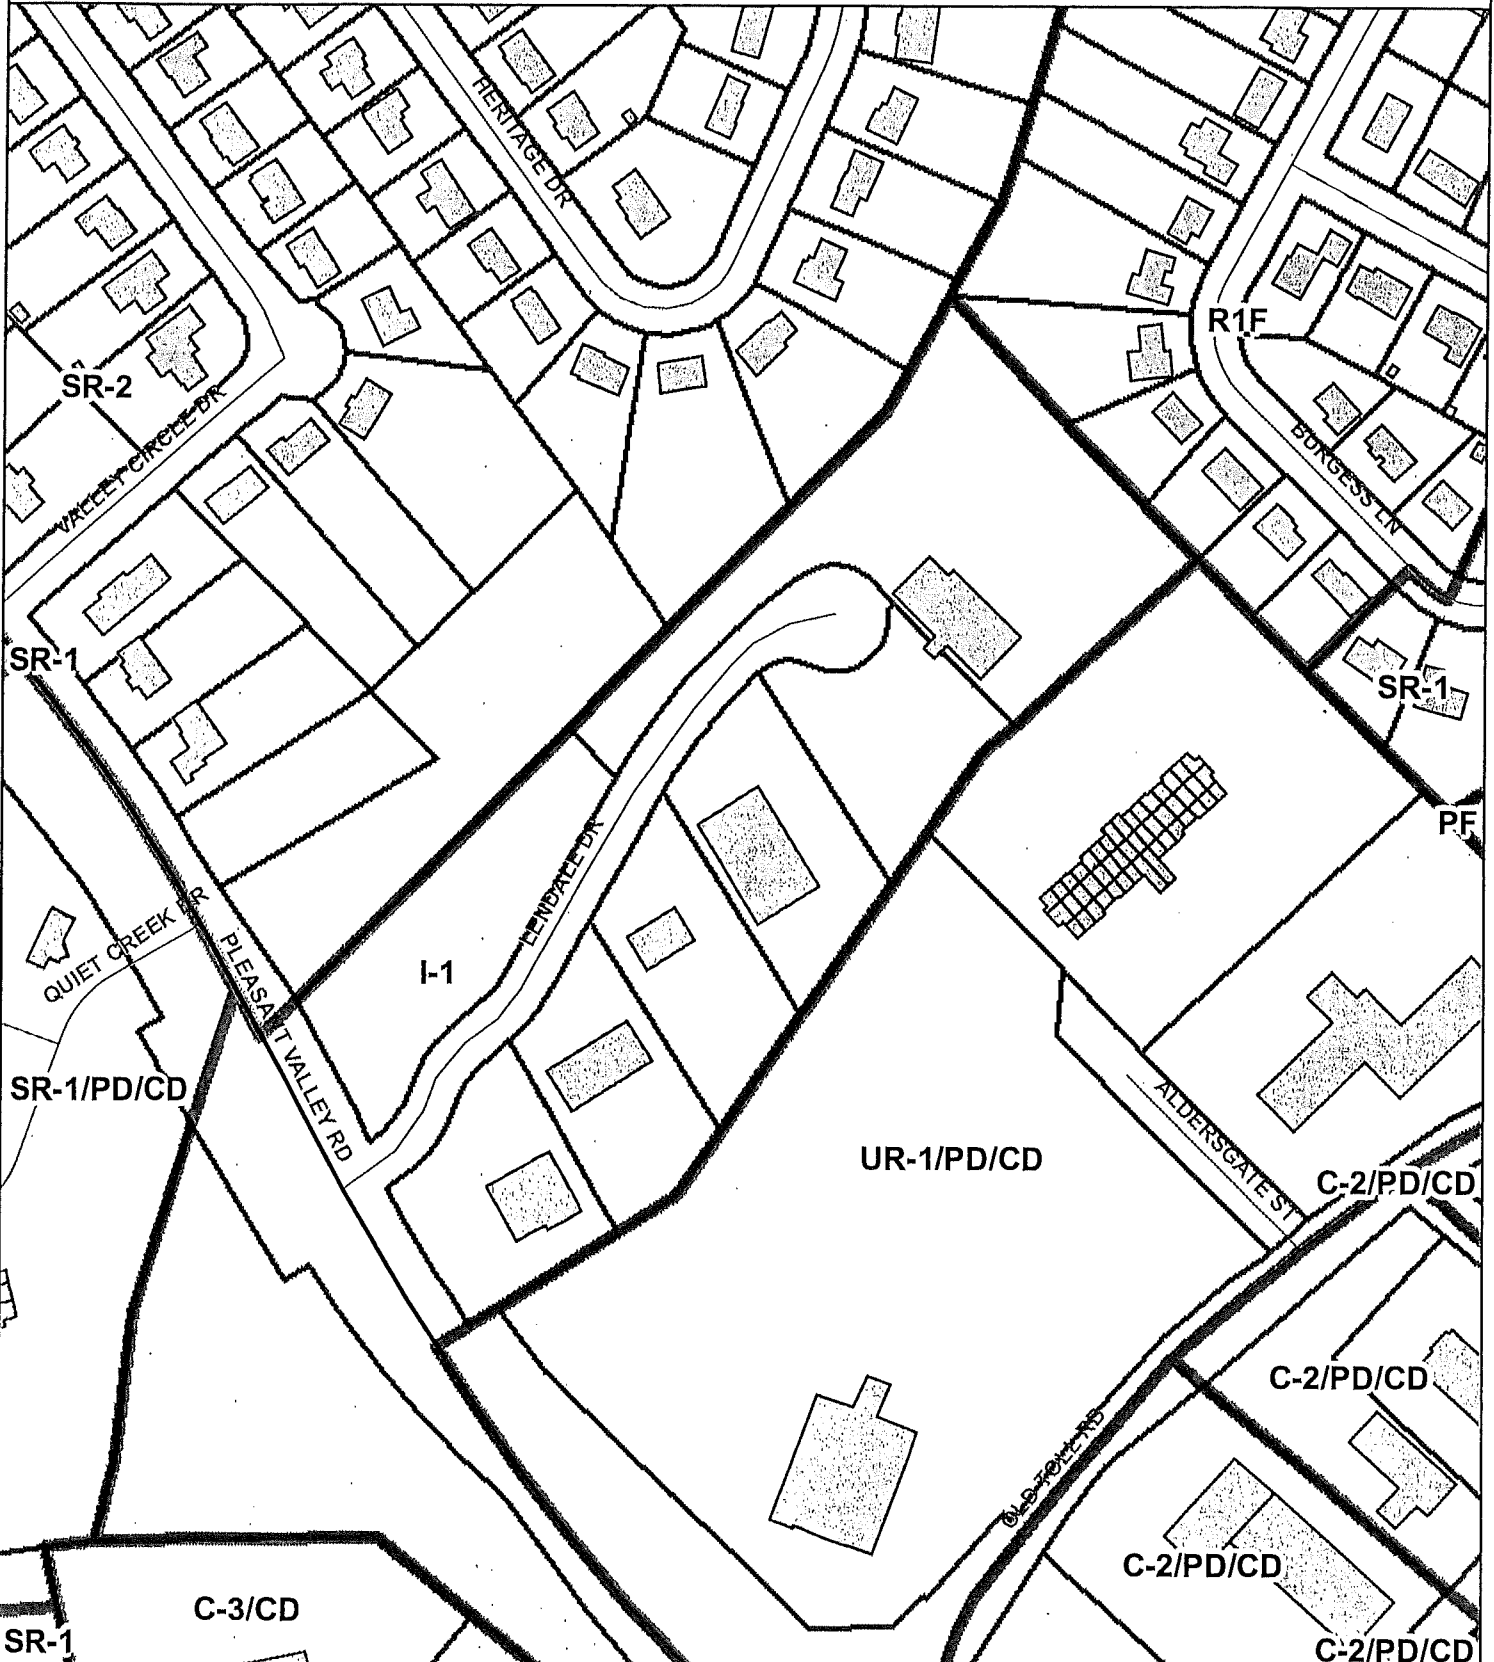 HERITAGE DR
R1F
SR-2
VALLEY CIRCLE DR
BURGESS LN
SR-1
SR-1
PF
LENDALE DR
QUIET CREEK DR
PLEASANT VALLEY RD
I-1
SR-1/PD/CD
ALDERSGATE ST
UR-1/PD/CD
C-2/PD/CD
C-2/PD/CD
OLD TOLL RD
C-2/PD/CD
C-3/CD
SR-1
C-2/PD/CD